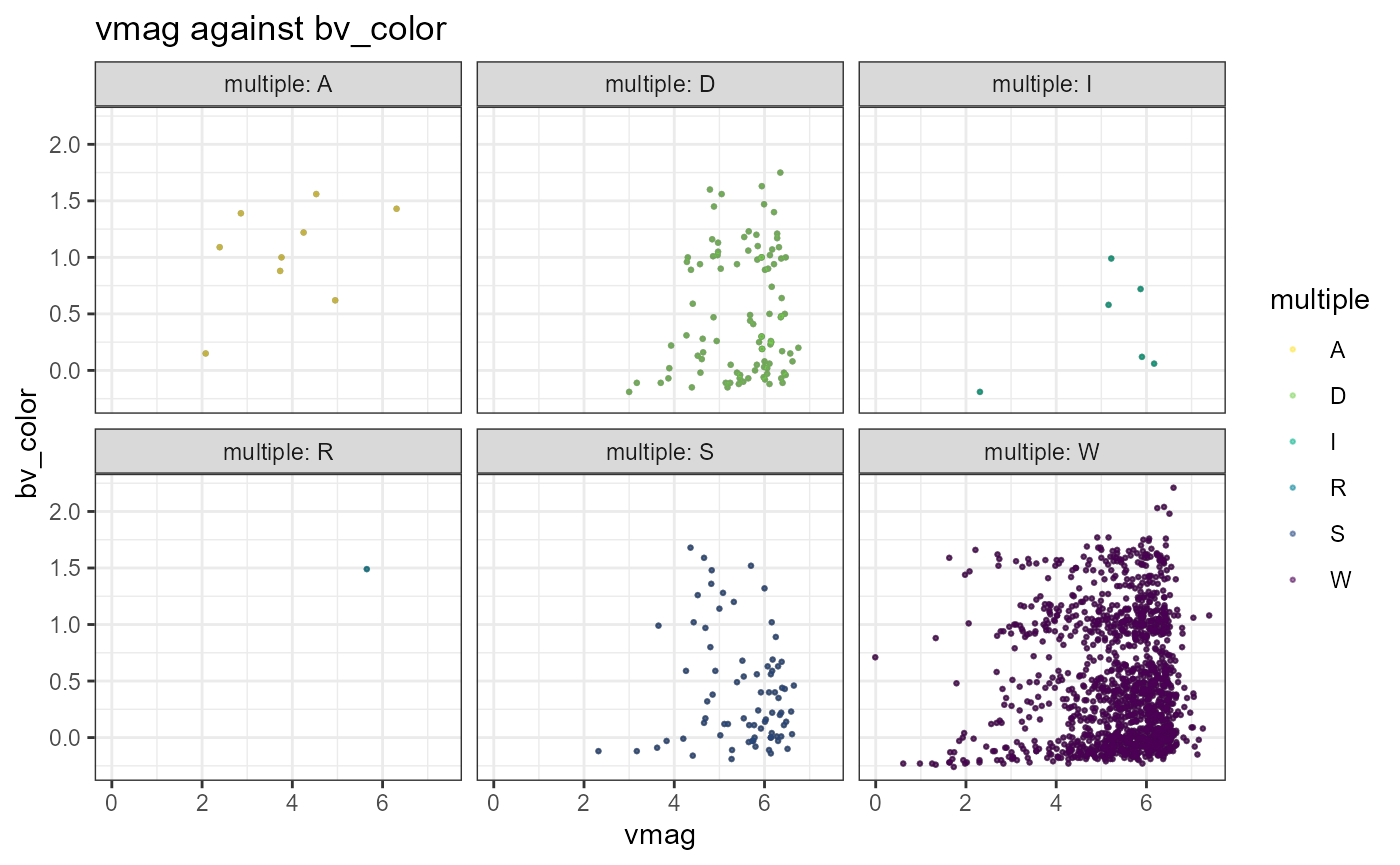 vmag against bv_color
multiple: A
multiple: D
multiple: I
2.0
1.5
1.0
0.5
0.0
multiple: R
multiple: S
multiple: W
2.0
1.5
1.0
0.5
0.0
0 2 4 6
0 2 4 6
0 2 4 6
vmag
bv_color
multiple
A
D
I
R
S
W